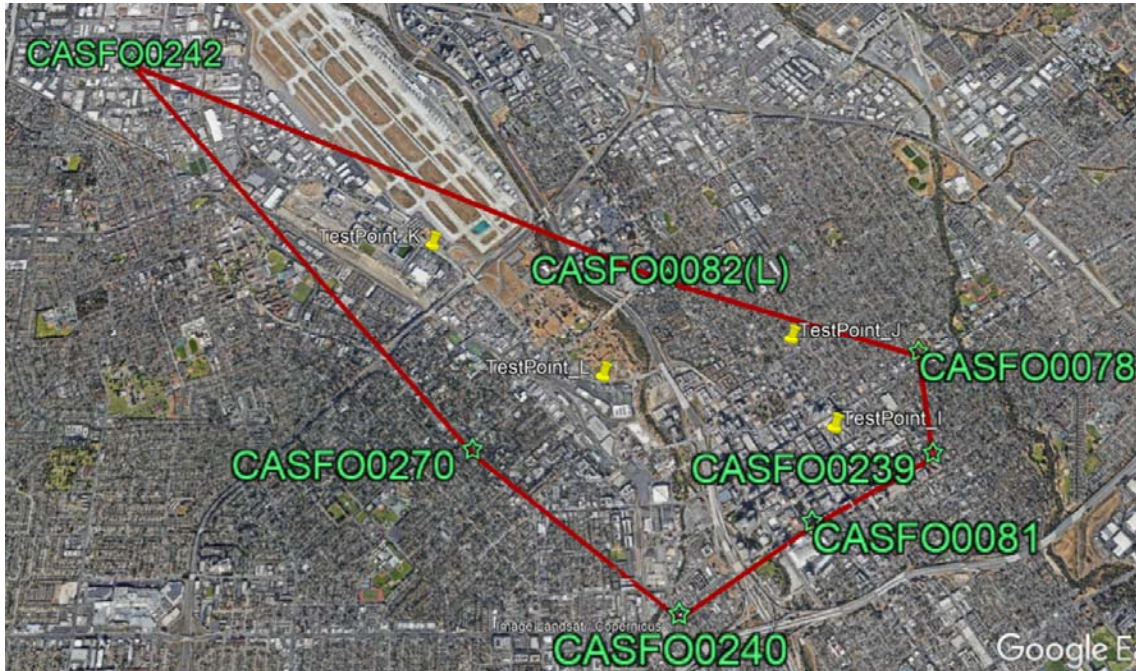 CASFO0242
TestPoint_K
CASFO0082(L)
TestPoint_J
CASFO0078
TestPoint_L
TestPoint_I
CASFO0270
CASFO0239
CASFO0081
Image Landsat / Copernicus
CASFO0240
Google E